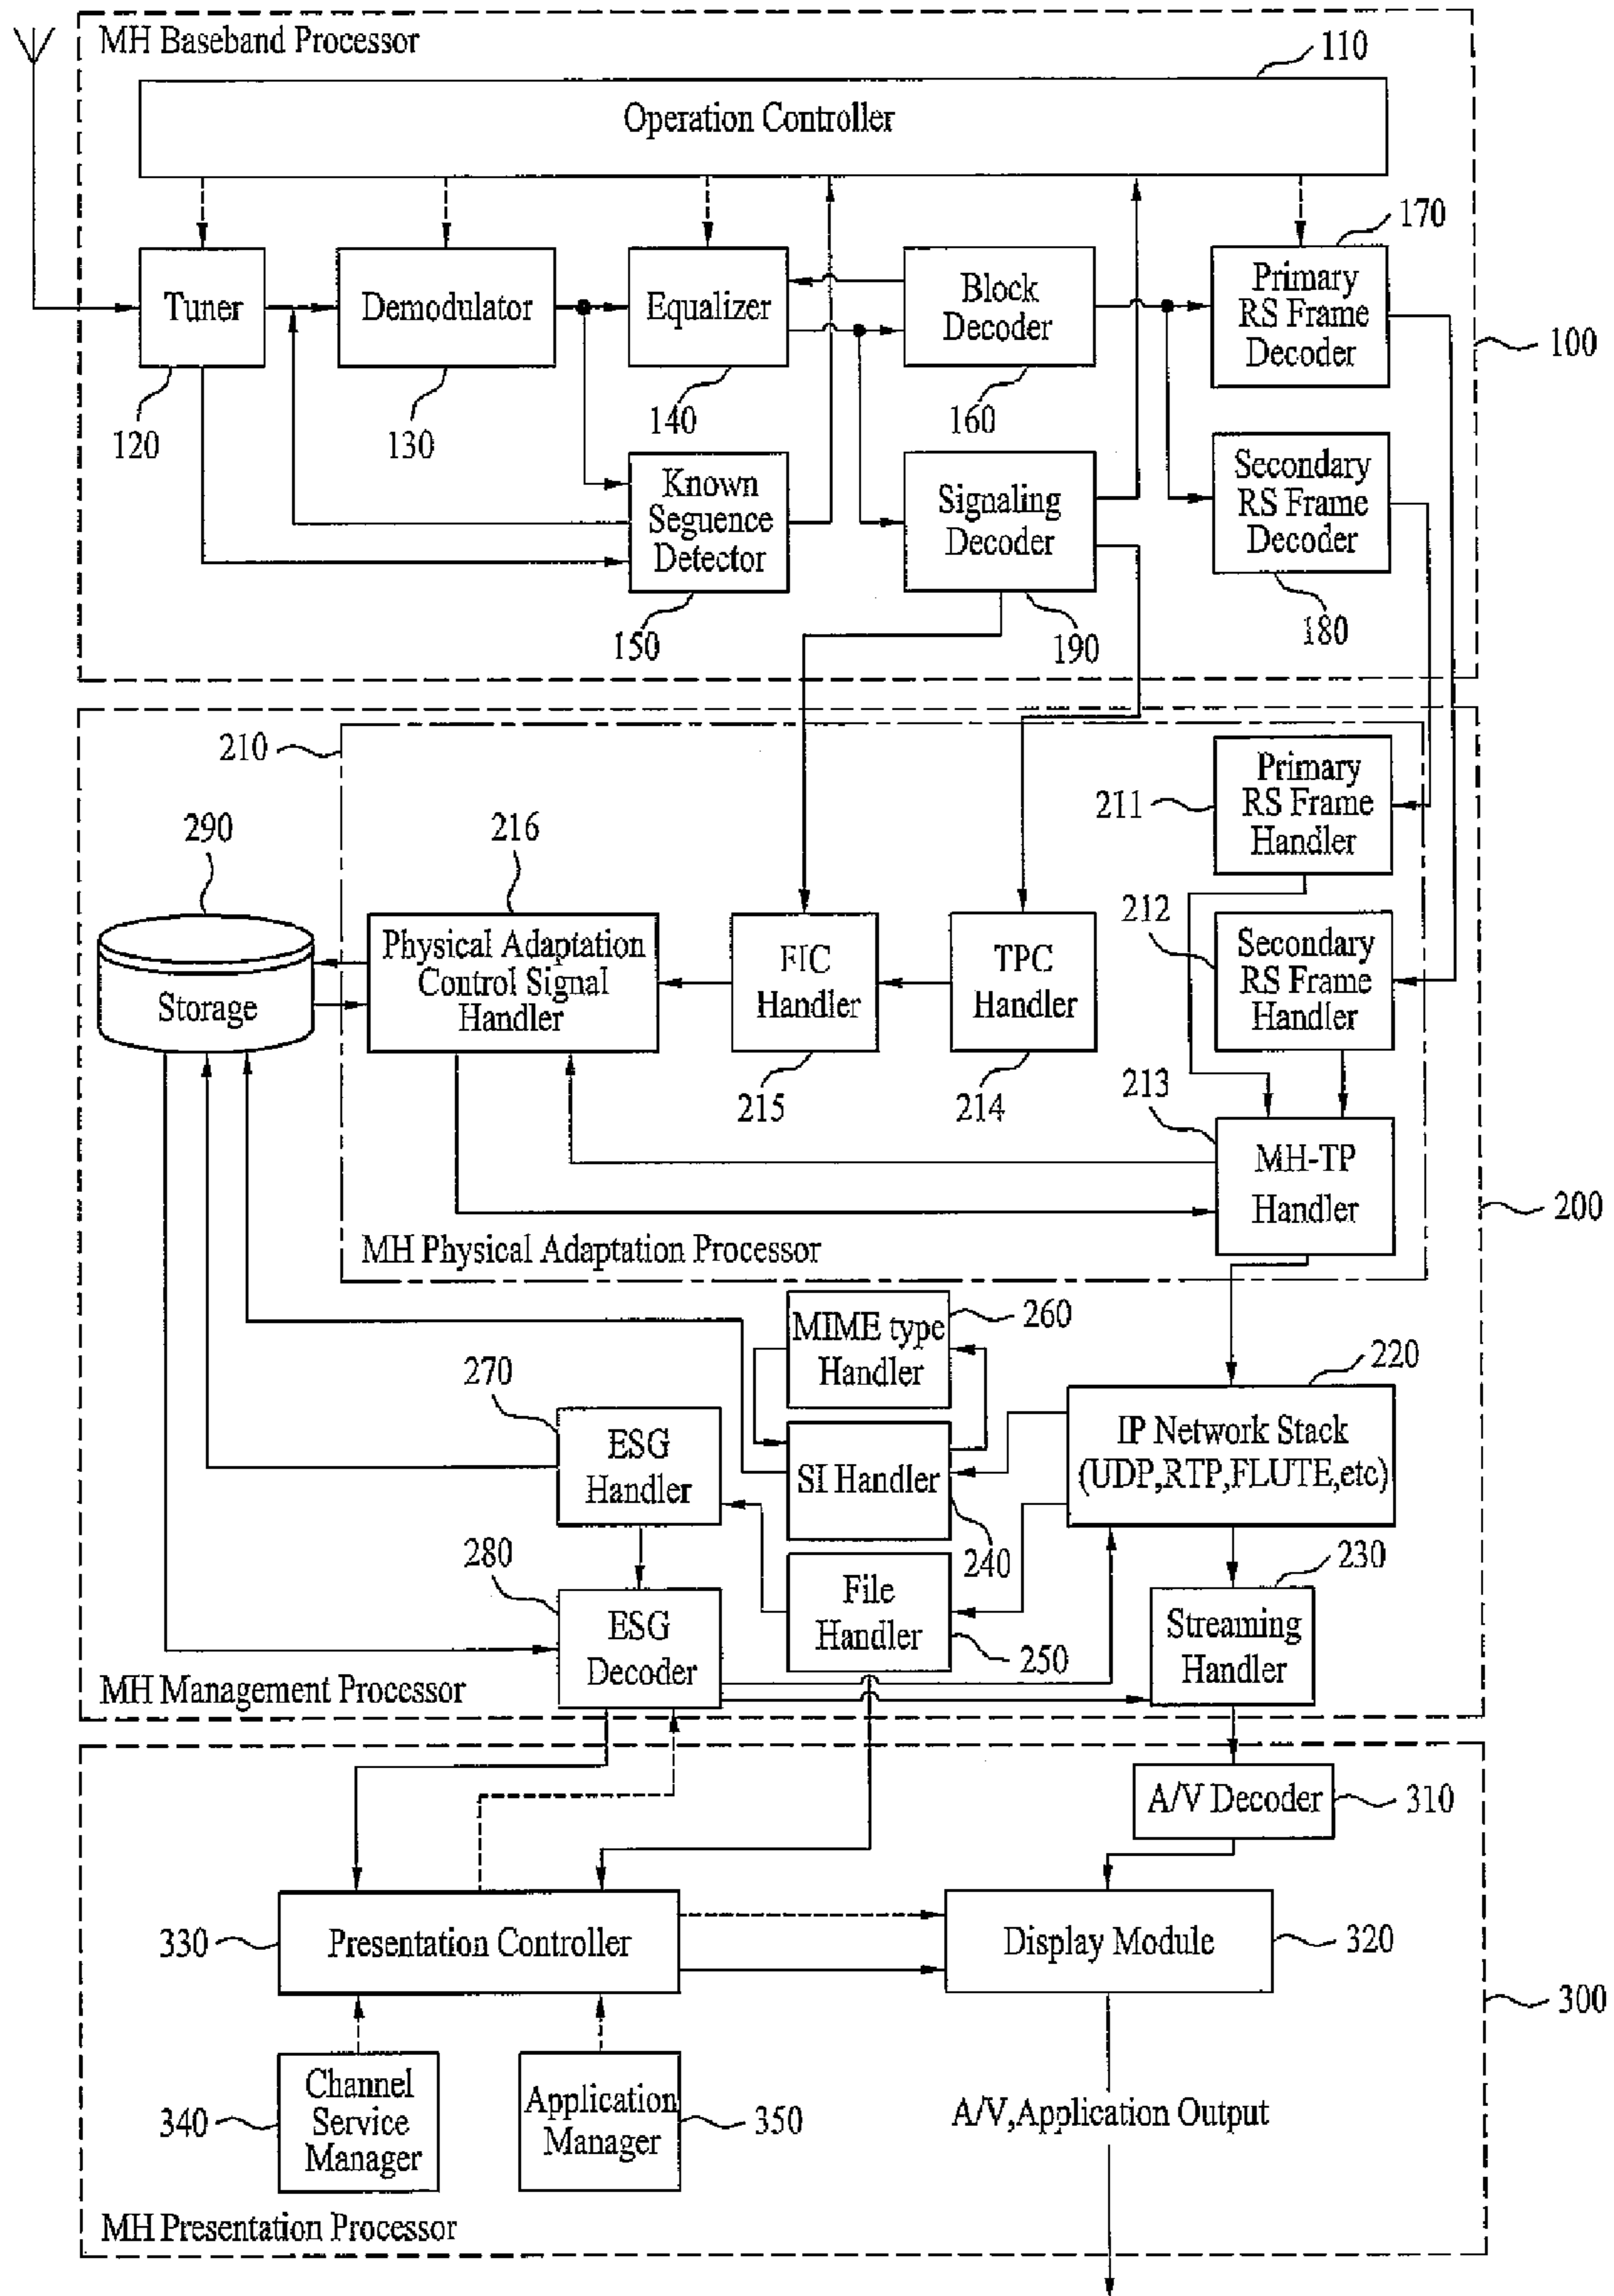 MH Baseband Processor
110
Operation Controller
170
Tuner
Demodulator
Equalizer
Block
Decoder
Primary
RS Frame
Decoder
100
120
130
140
160
Known
Seguence
Detector
Signaling
Decoder
Secondary
RS Frame
Decoder
150
190
180
210
211
Primary
RS Frame
Handler
290
216
212
Storage
Physical Adaptation
Control Signal
Handler
FIC
Handler
TPC
Handler
Secondary
RS Frame
Handler
215
214
213
MH-TP
Handler
200
MH Physical Adaptation Processor
MIME type
Handler
260
220
270
ESG
Handler
SI Handler
240
IP Network Stack
(UDP,RTP,FLUTE,etc)
280
ESG
Decoder
File
Handler
250
230
Streaming
Handler
MH Management Processor
A/V Decoder
310
330
Presentation Controller
Display Module
320
300
340
Channel
Service
Manager
Application
Manager
350
A/V,Application Output
MH Presentation Processor